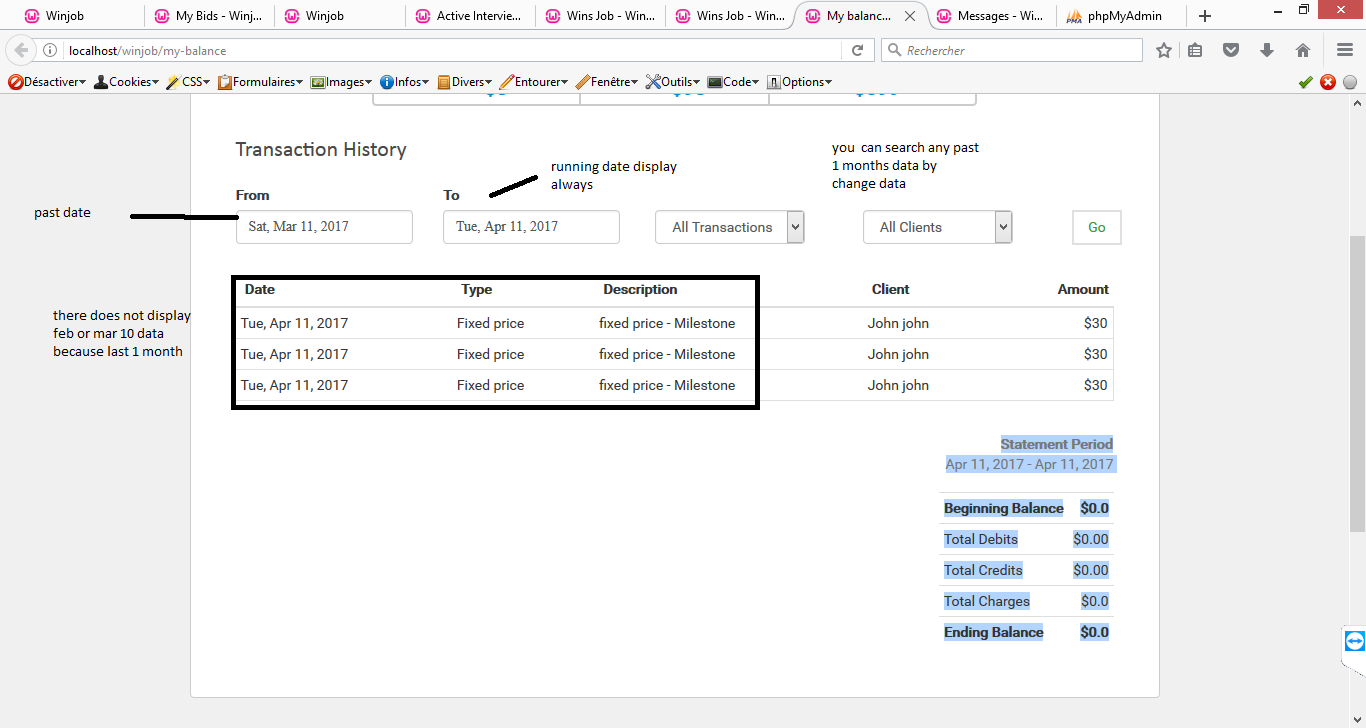 Winjob
My Bids - Winj...
Winjob
Active Intervie...
Wins Job - Win...
Wins Job - Win...
My balanc...
Messages - Wi...
phpMyAdmin
localhost/winjob/my-balance
Rechercher
Désactiver Cookies CSS Formulaires Images Infos Divers Entourer Fenêtre Outils Code Options
Transaction History
running date display
always
you can search any past
1 months data by
change data
From
To
past date
Sat, Mar 11, 2017
Tue, Apr 11, 2017
All Transactions
All Clients
Go
there does not display
feb or mar 10 data
because last 1 month
Date Type Description Client Amount
Tue, Apr 11, 2017 Fixed price fixed price - Milestone John john $30
Tue, Apr 11, 2017 Fixed price fixed price - Milestone John john $30
Tue, Apr 11, 2017 Fixed price fixed price - Milestone John john $30
Statement Period
Apr 11, 2017 - Apr 11, 2017
Beginning Balance $0.0
Total Debits $0.00
Total Credits $0.00
Total Charges $0.0
Ending Balance $0.0